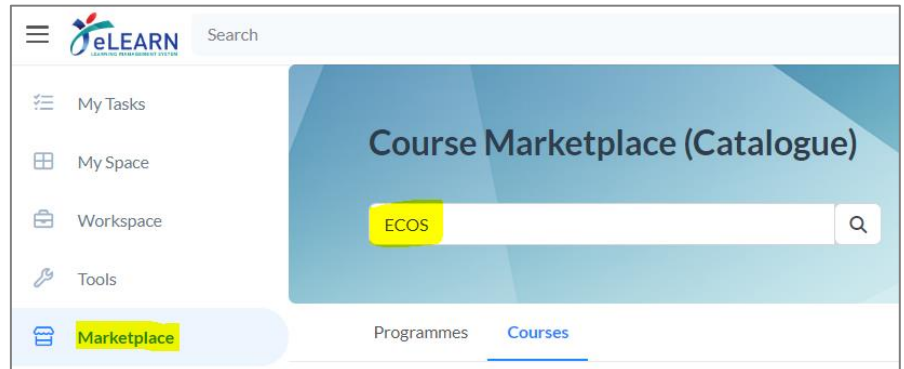 eLEARN
LEARNING MANAGEMENT SYSTEM
Search
My Tasks
My Space
Workspace
Tools
Marketplace
Course Marketplace (Catalogue)
ECOS
Programmes Courses